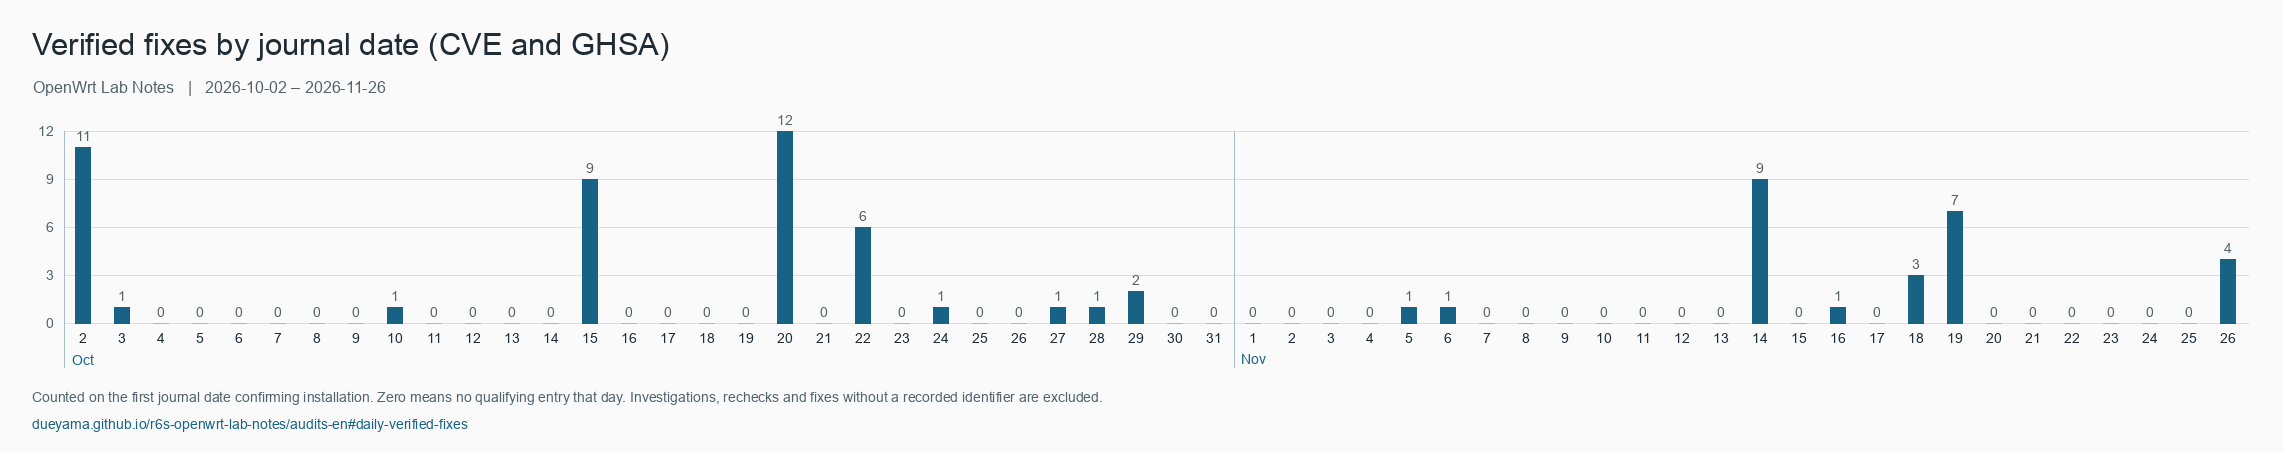 Verified fixes by journal date (CVE and GHSA)
OpenWrt Lab Notes | 2026-10-02 – 2026-11-26
12
9
6
3
0
11 1 0 0 0 0 0 0 1 0 0 0 0 9 0 0 0 0 12 0 6 0 1 0 0 1 1 2 0 0 0 0 0 0 1 1 0 0 0 0 0 0 0 9 0 1 0 3 7 0 0 0 0 0 0 4
2 3 4 5 6 7 8 9 10 11 12 13 14 15 16 17 18 19 20 21 22 23 24 25 26 27 28 29 30 31 1 2 3 4 5 6 7 8 9 10 11 12 13 14 15 16 17 18 19 20 21 22 23 24 25 26
Oct Nov
Counted on the first journal date confirming installation. Zero means no qualifying entry that day. Investigations, rechecks and fixes without a recorded identifier are excluded.
dueyama.github.io/r6s-openwrt-lab-notes/audits-en#daily-verified-fixes